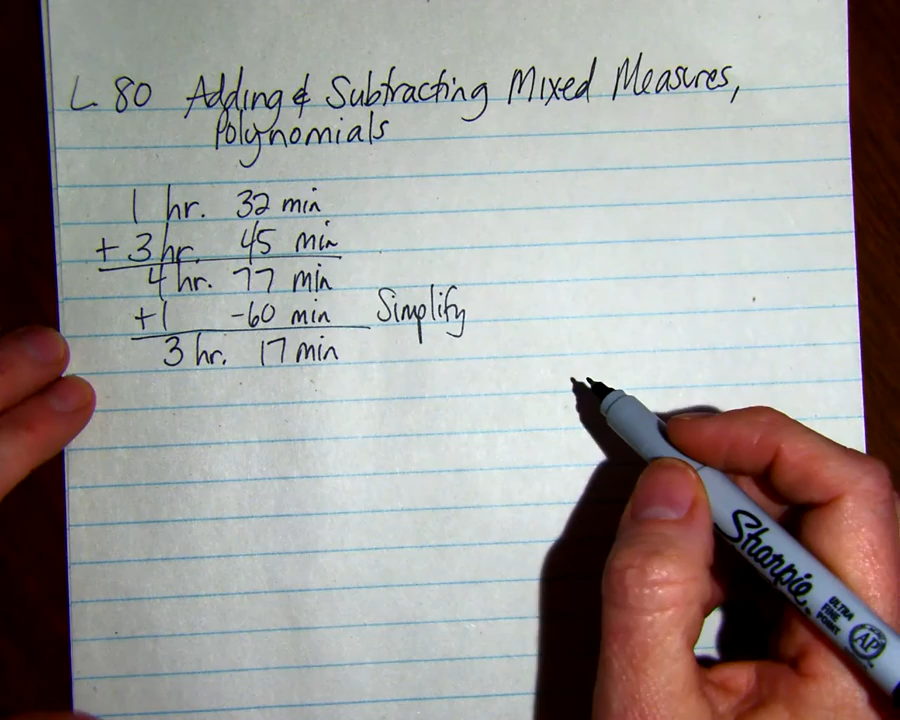 L 80 Adding & Subtracting Mixed Measures,
Polynomials
1 hr. 32 min
+ 3 hr. 45 min
4 hr. 77 min
+1 -60 min Simplify
3 hr. 17 min
Sharpie.
ULTRA
FINE
POINT
AP